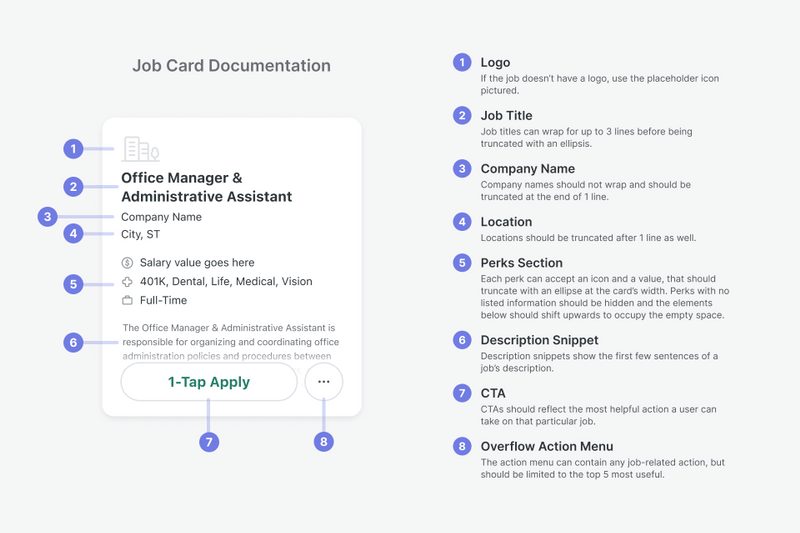 Job Card Documentation
1
2
3
4
5
6
7
8
Office Manager &
Administrative Assistant
Company Name
City, ST
Salary value goes here
401K, Dental, Life, Medical, Vision
Full-Time
The Office Manager & Administrative Assistant is
responsible for organizing and coordinating office
administration policies and procedures between
1-Tap Apply
1 Logo
If the job doesn't have a logo, use the placeholder icon
pictured.
2 Job Title
Job titles can wrap for up to 3 lines before being
truncated with an ellipsis.
3 Company Name
Company names should not wrap and should be
truncated at the end of 1 line.
4 Location
Locations should be truncated after 1 line as well.
5 Perks Section
Each perk can accept an icon and a value, that should
truncate with an ellipse at the card's width. Perks with no
listed information should be hidden and the elements
below should shift upwards to occupy the empty space.
6 Description Snippet
Description snippets show the first few sentences of a
job's description.
7 CTA
CTAs should reflect the most helpful action a user can
take on that particular job.
8 Overflow Action Menu
The action menu can contain any job-related action, but
should be limited to the top 5 most useful.